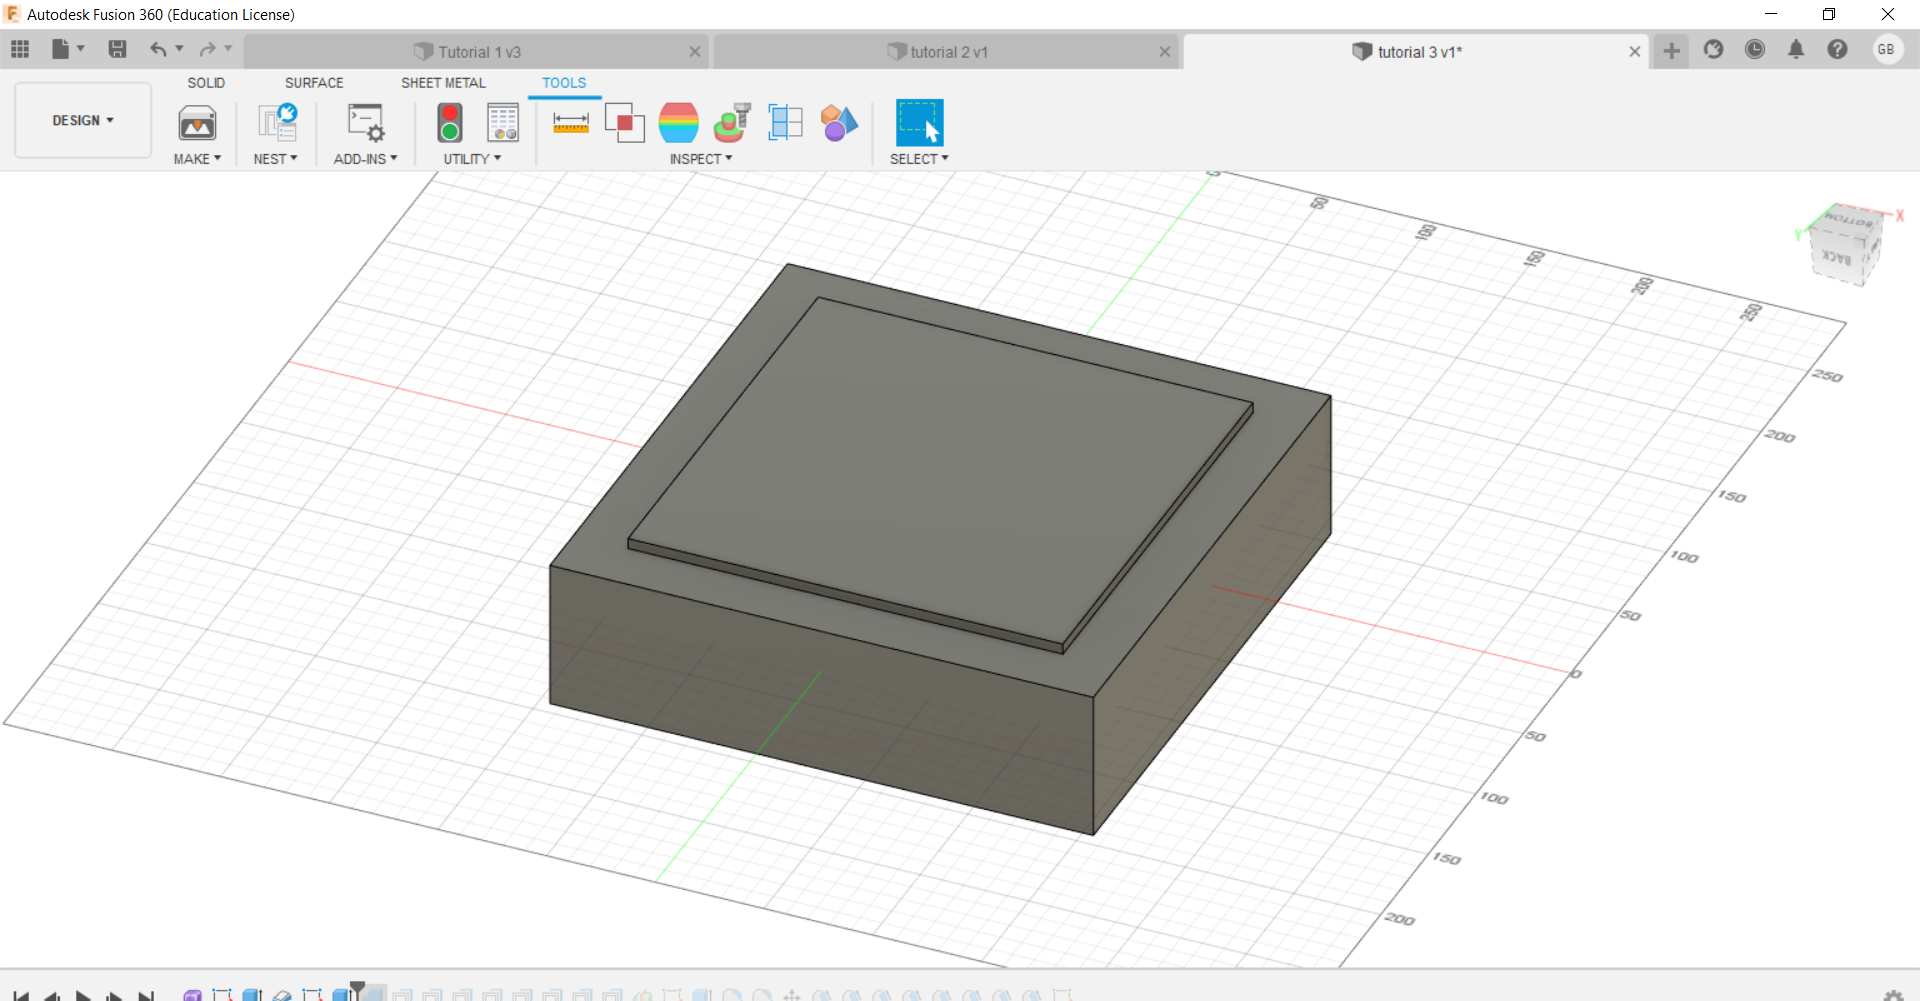 Autodesk Fusion 360 (Education License)
Tutorial 1 v3
tutorial 2 v1
tutorial 3 v1*
GB
SOLID
SURFACE
SHEET METAL
TOOLS
DESIGN
MAKE
NEST
ADD-INS
UTILITY
INSPECT
SELECT
0
50
100
150
200
250
250
200
150
100
50
0
50
100
150
200
BOTTOM
BACK
X
Y